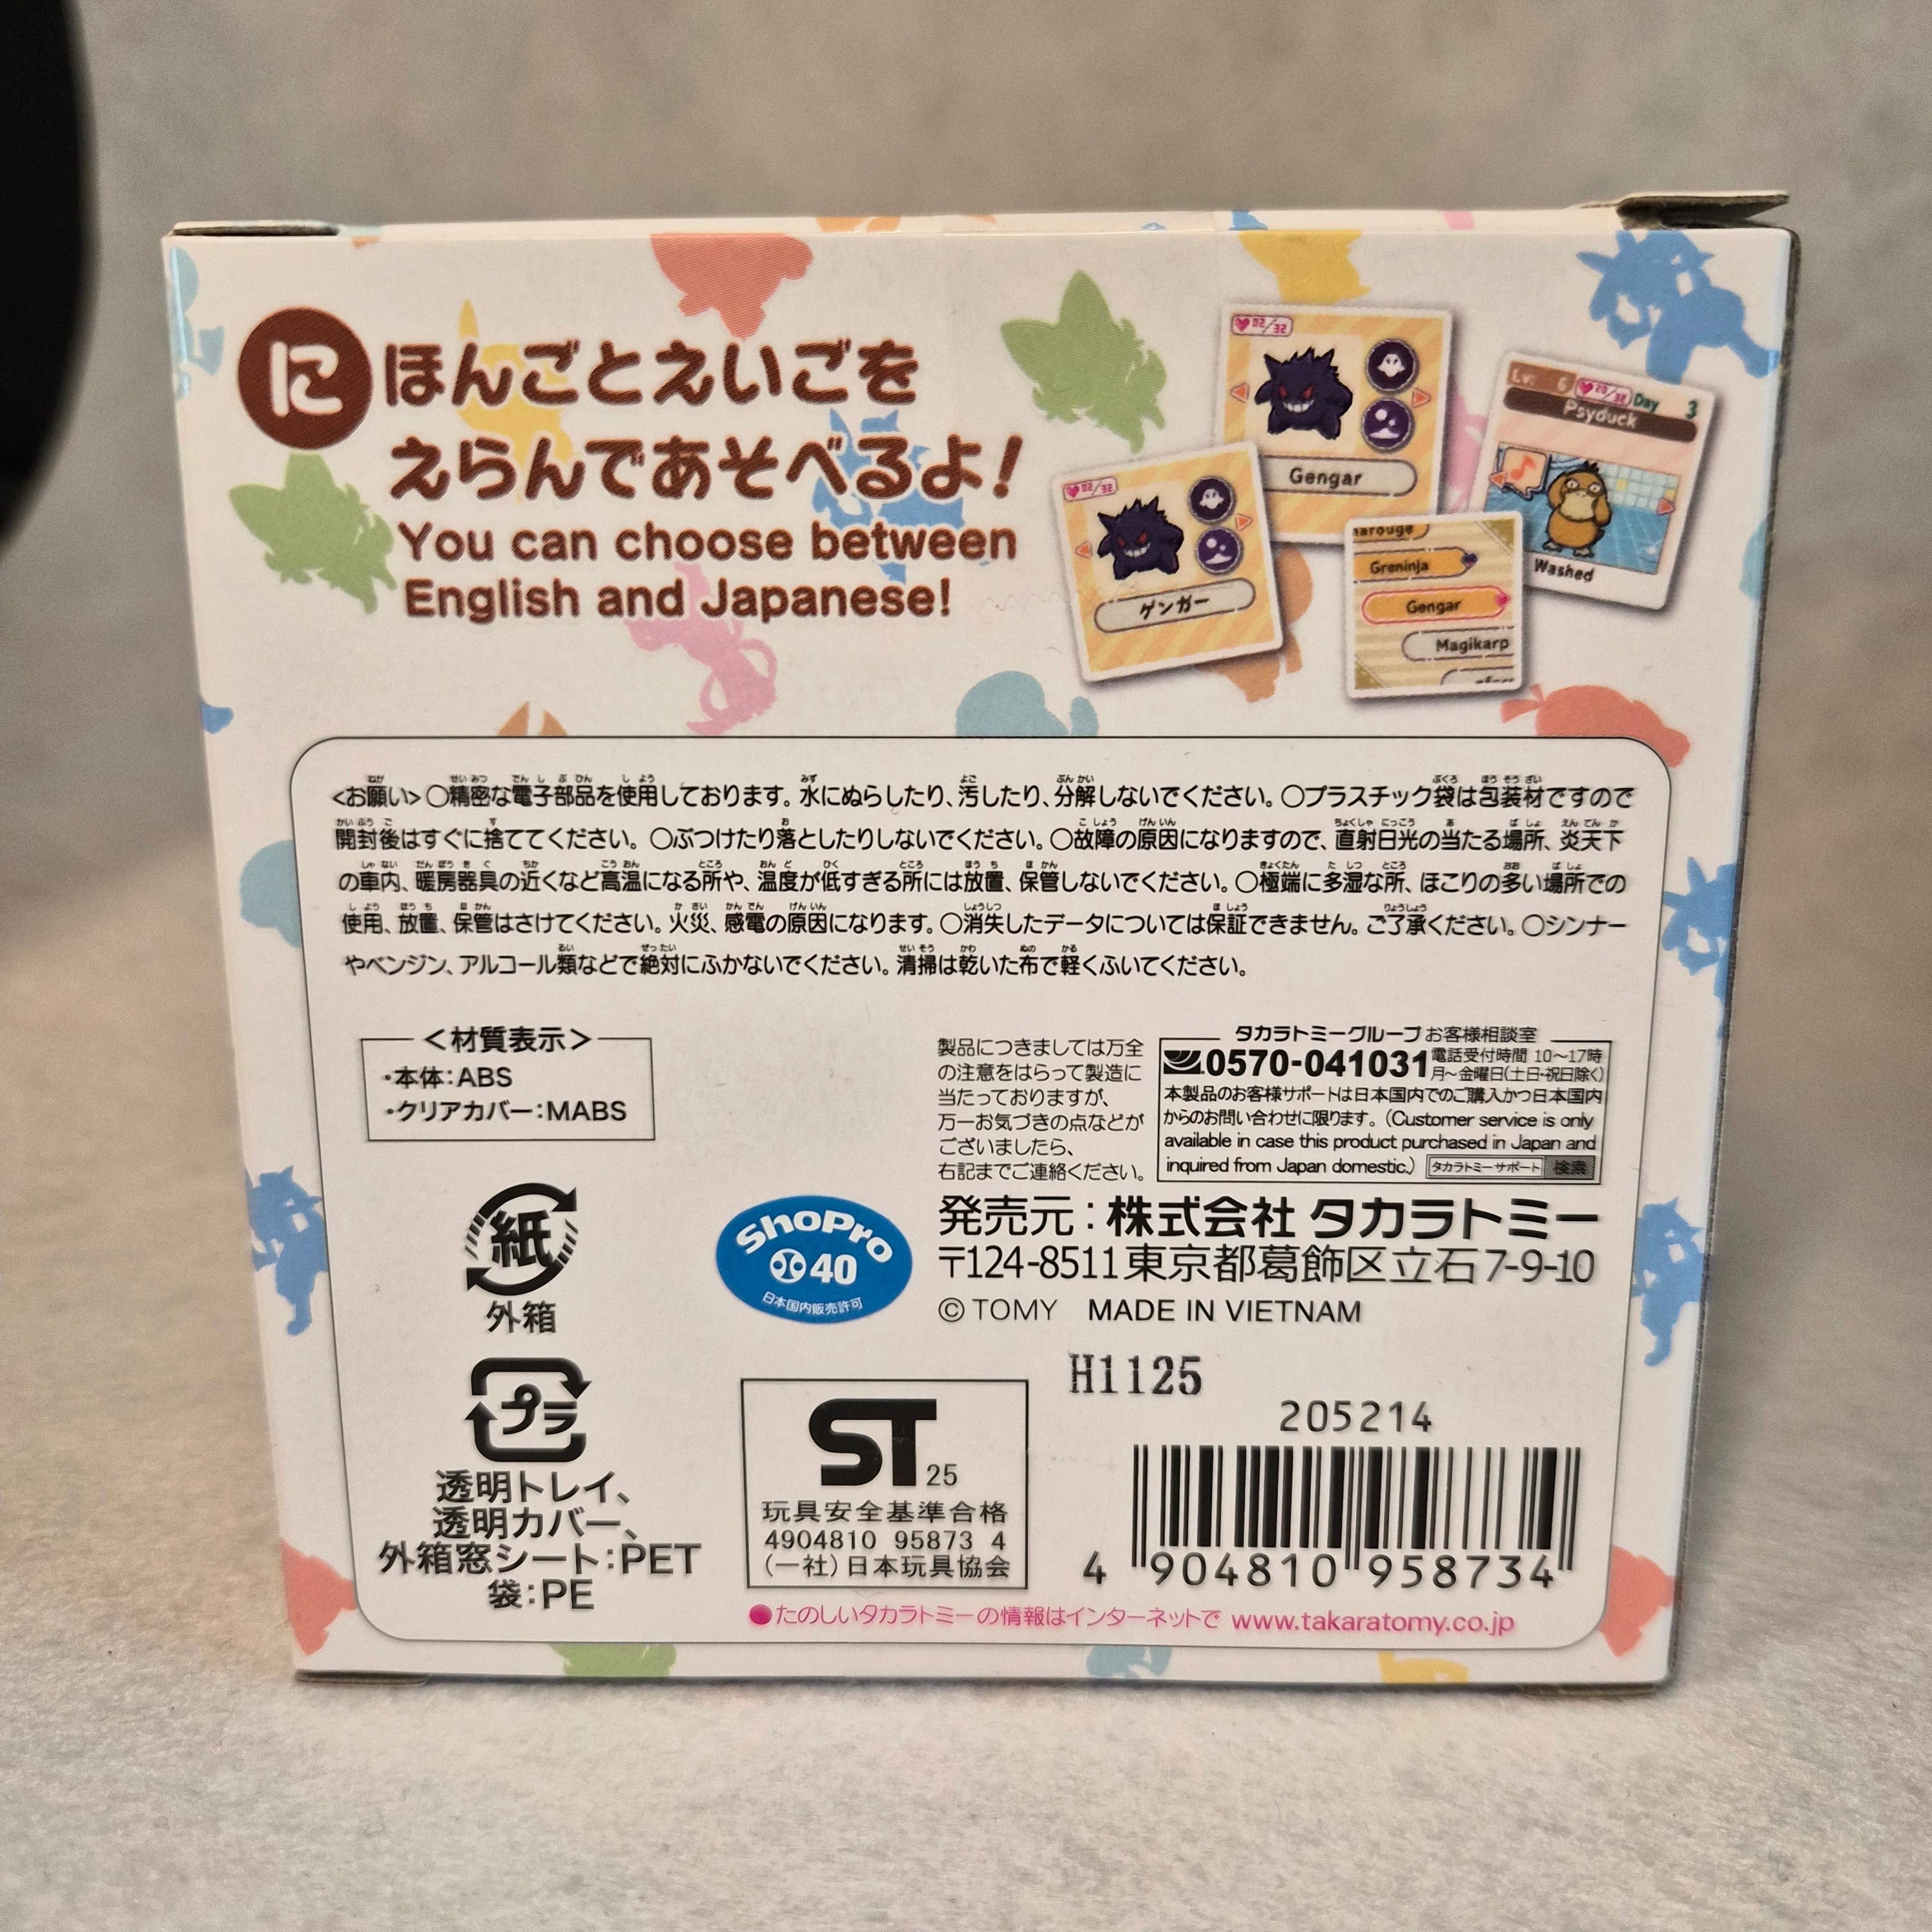 にほんごとえいごを
えらんであそべるよ!
You can choose between
English and Japanese!
02/32
Gengar
02/32
ゲンガー
Lv. 6 20/32 Day 3
Psyduck
Washed
Greninja
Gengar
Magikarp
<お願い>○精密な電子部品を使用しております。水にぬらしたり、汚したり、分解しないでください。○プラスチック袋は包装材ですので
開封後はすぐに捨ててください。○ぶつけたり落としたりしないでください。○故障の原因になりますので、直射日光の当たる場所、炎天下
の車内、暖房器具の近くなど高温になる所や、温度が低すぎる所には放置、保管しないでください。○極端に多湿な所、ほこりの多い場所での
使用、放置、保管はさけてください。火災、感電の原因になります。○消失したデータについては保証できません。ご了承ください。○シンナー
やベンジン、アルコール類などで絶対にふかないでください。清掃は乾いた布で軽くふいてください。
<材質表示>
・本体:ABS
・クリアカバー:MABS
製品につきましては万全
の注意をはらって製造に
当たっておりますが、
万一お気づきの点などが
ございましたら、
右記までご連絡ください。
タカラトミーグループ お客様相談室
0570-041031 電話受付時間 10〜17時
月〜金曜日(土日・祝日除く)
本製品のお客様サポートは日本国内でのご購入かつ日本国内
からのお問い合わせに限ります。(Customer service is only
available in case this product purchased in Japan and
inquired from Japan domestic.) タカラトミーサポート 検索
紙
外箱
プラ
透明トレイ、
透明カバー、
外箱窓シート:PET
袋:PE
ShoPro
40
日本国内販売許可
発売元:株式会社 タカラトミー
〒124-8511 東京都葛飾区立石7-9-10
© TOMY MADE IN VIETNAM
H1125
ST 25
玩具安全基準合格
4904810 95873 4
(一社)日本玩具協会
205214
4 904810 958734
●たのしいタカラトミーの情報はインターネットで www.takaratomy.co.jp